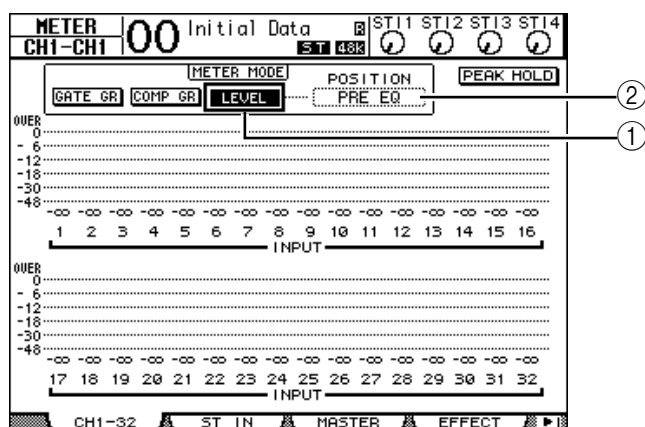 METER
CH1-CH1
00
Initial Data
R
ST 48K
STI1 STI2 STI3 STI4
METER MODE
POSITION
PEAK HOLD
GATE GR COMP GR LEVEL PRE EQ
2
1
OVER
0
- 6
-12
-18
-30
-48
-∞ -∞ -∞ -∞ -∞ -∞ -∞ -∞ -∞ -∞ -∞ -∞ -∞ -∞ -∞ -∞
1 2 3 4 5 6 7 8 9 10 11 12 13 14 15 16
INPUT
OVER
0
- 6
-12
-18
-30
-48
-∞ -∞ -∞ -∞ -∞ -∞ -∞ -∞ -∞ -∞ -∞ -∞ -∞ -∞ -∞ -∞
17 18 19 20 21 22 23 24 25 26 27 28 29 30 31 32
INPUT
CH1-32 ST IN MASTER EFFECT